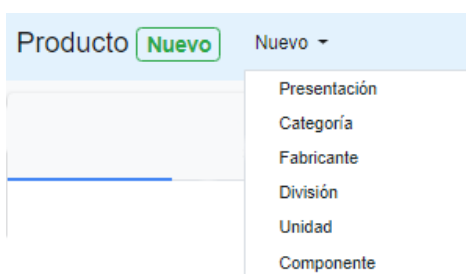 Producto Nuevo Nuevo
Presentación
Categoría
Fabricante
División
Unidad
Componente